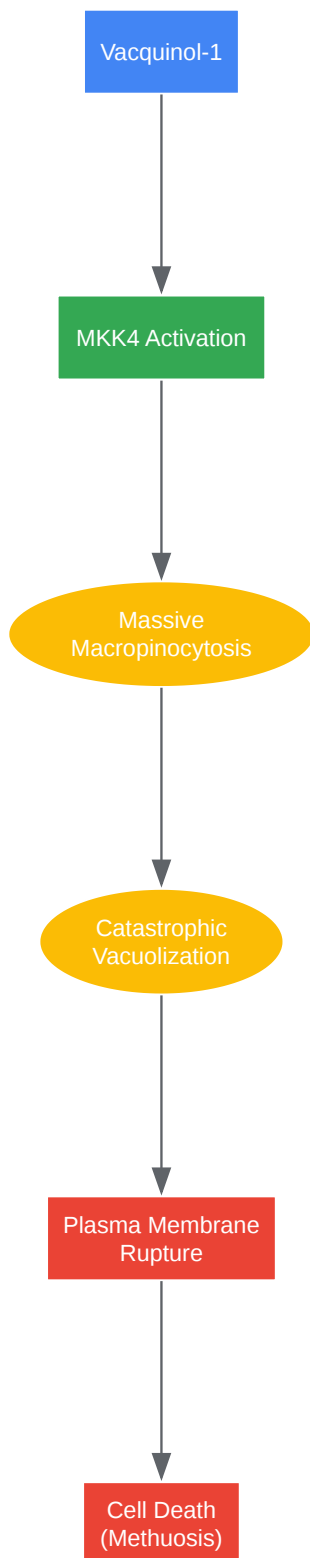 Vacquinol-1
MKK4 Activation
Massive
Macropinocytosis
Catastrophic
Vacuolization
Plasma Membrane
Rupture
Cell Death
(Methuosis)